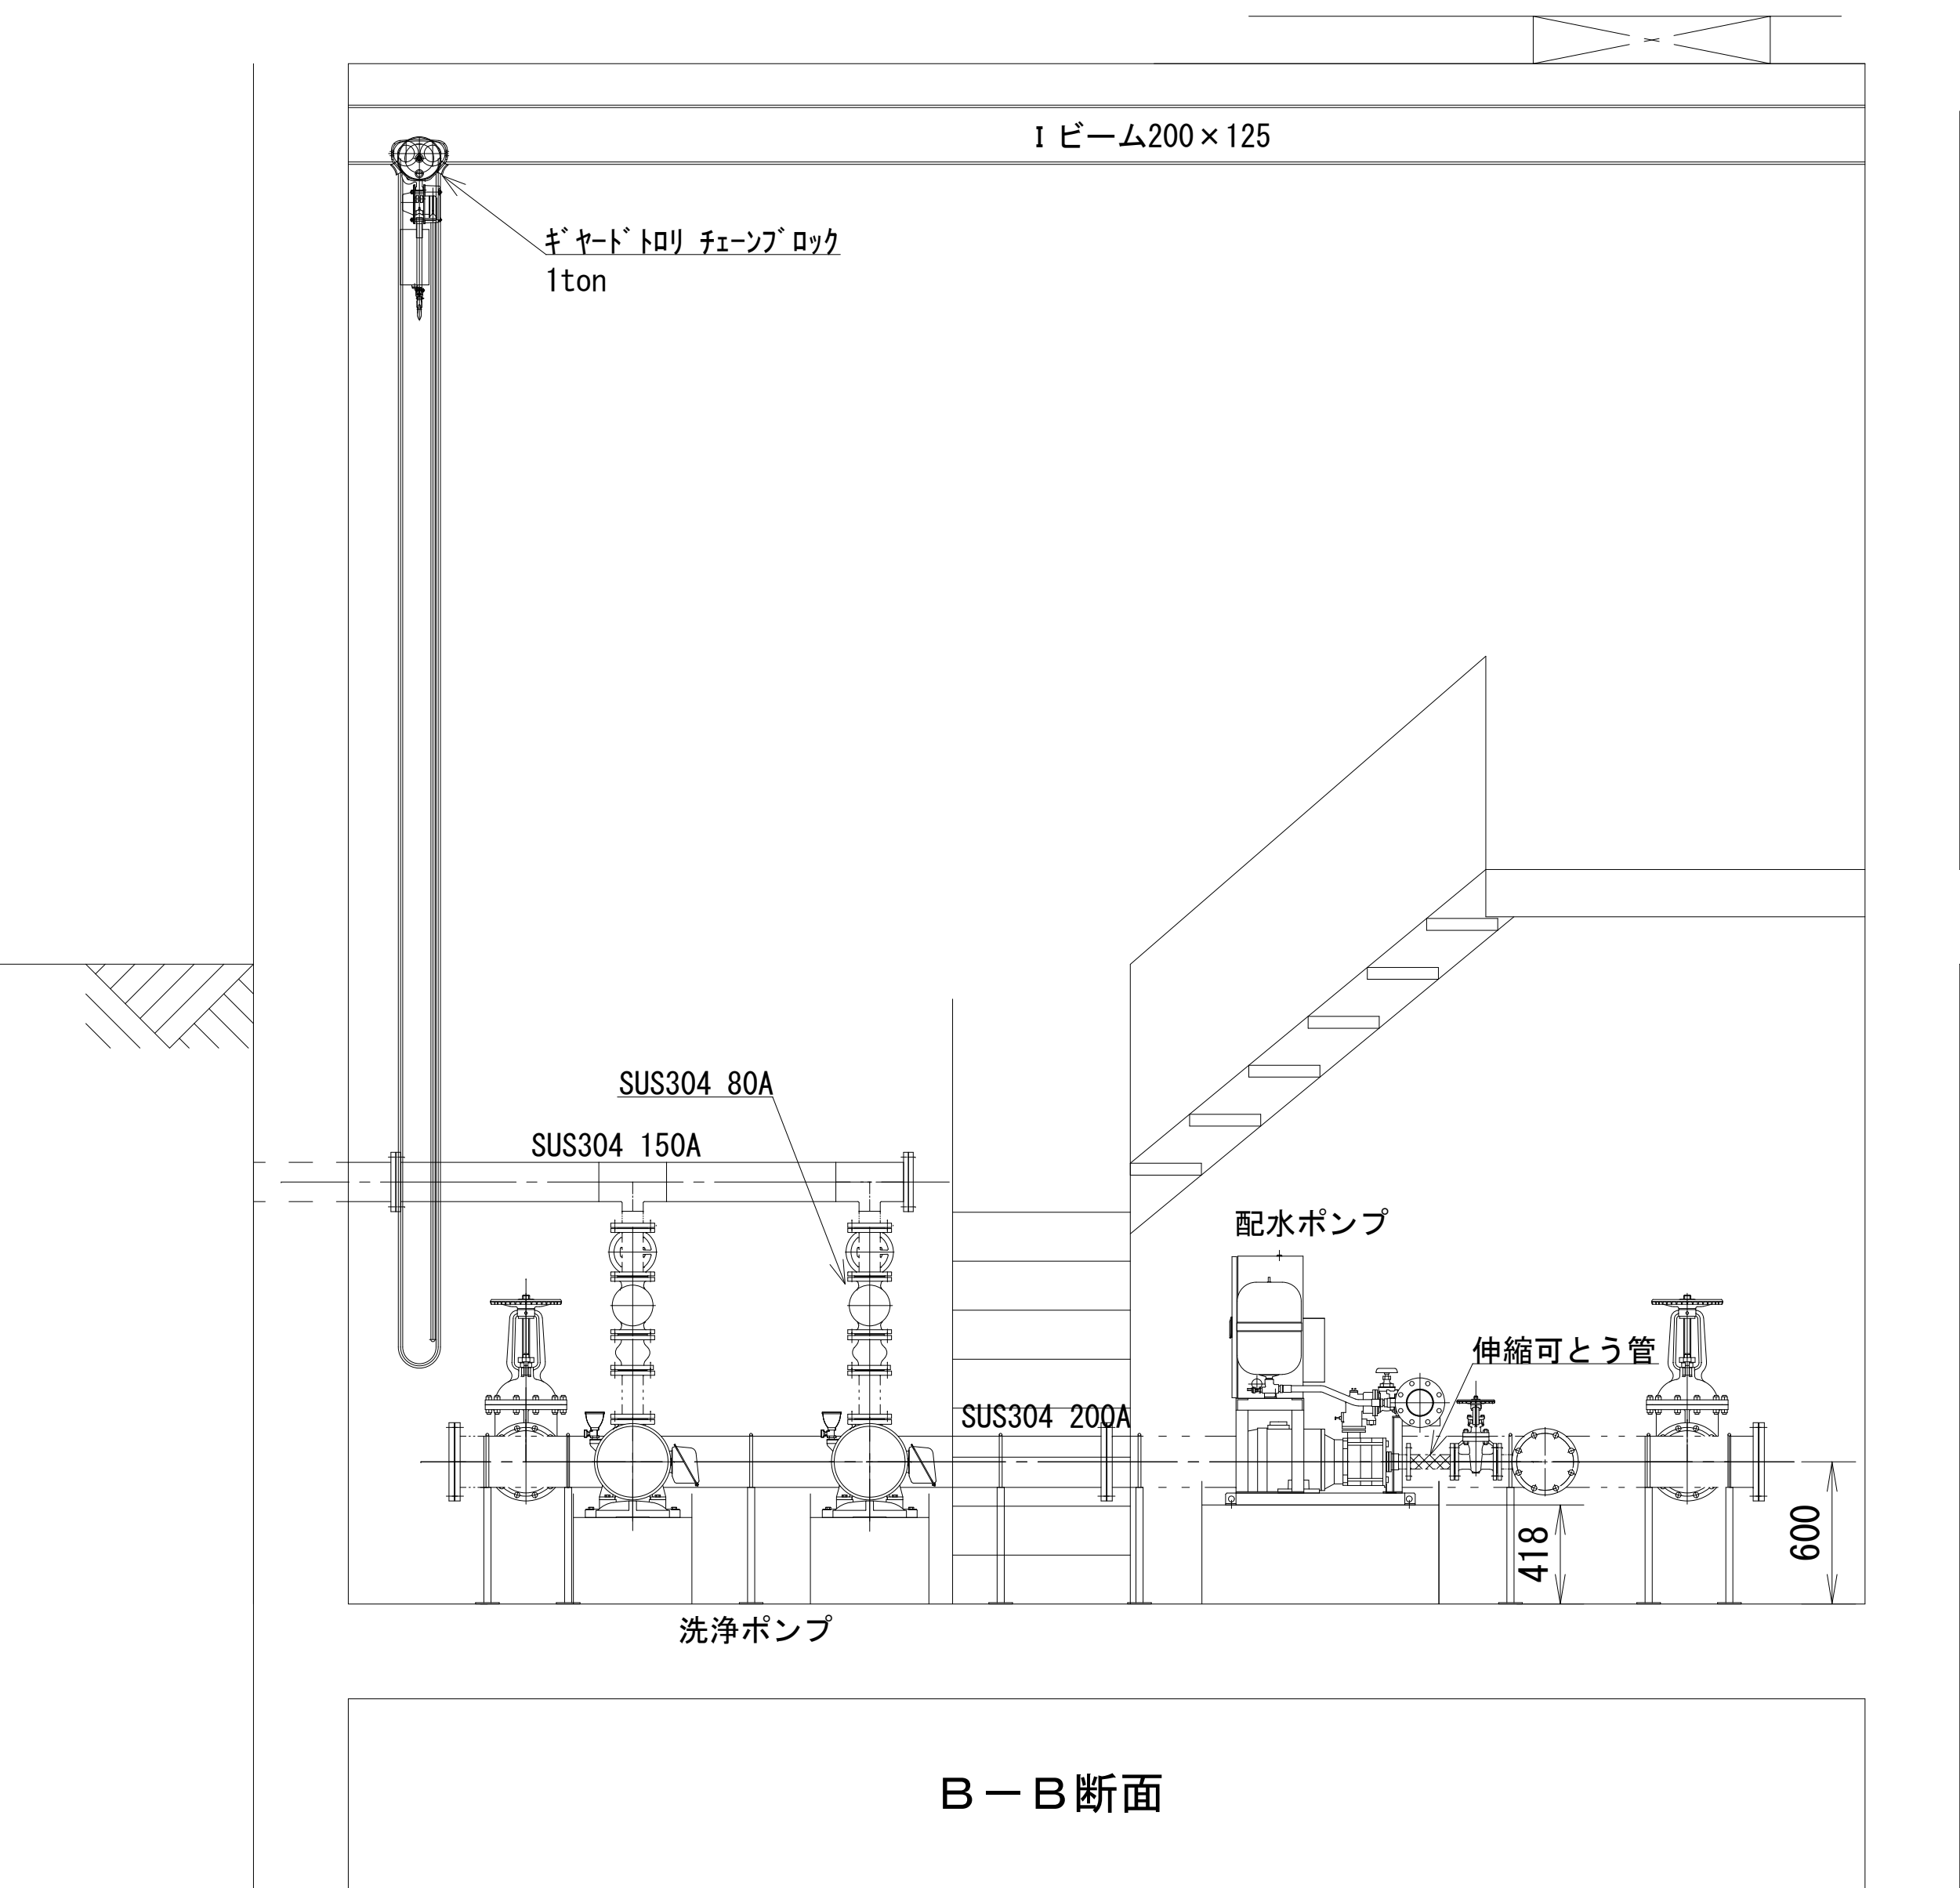 I ビーム200×125
ｷﾞﾔｰﾄﾞﾄﾛﾘ ﾁｪｰﾝﾌﾞﾛｯｸ
1ton
SUS304 80A
SUS304 150A
配水ポンプ
伸縮可とう管
SUS304 200A
418
600
洗浄ポンプ
Ｂ－Ｂ断面